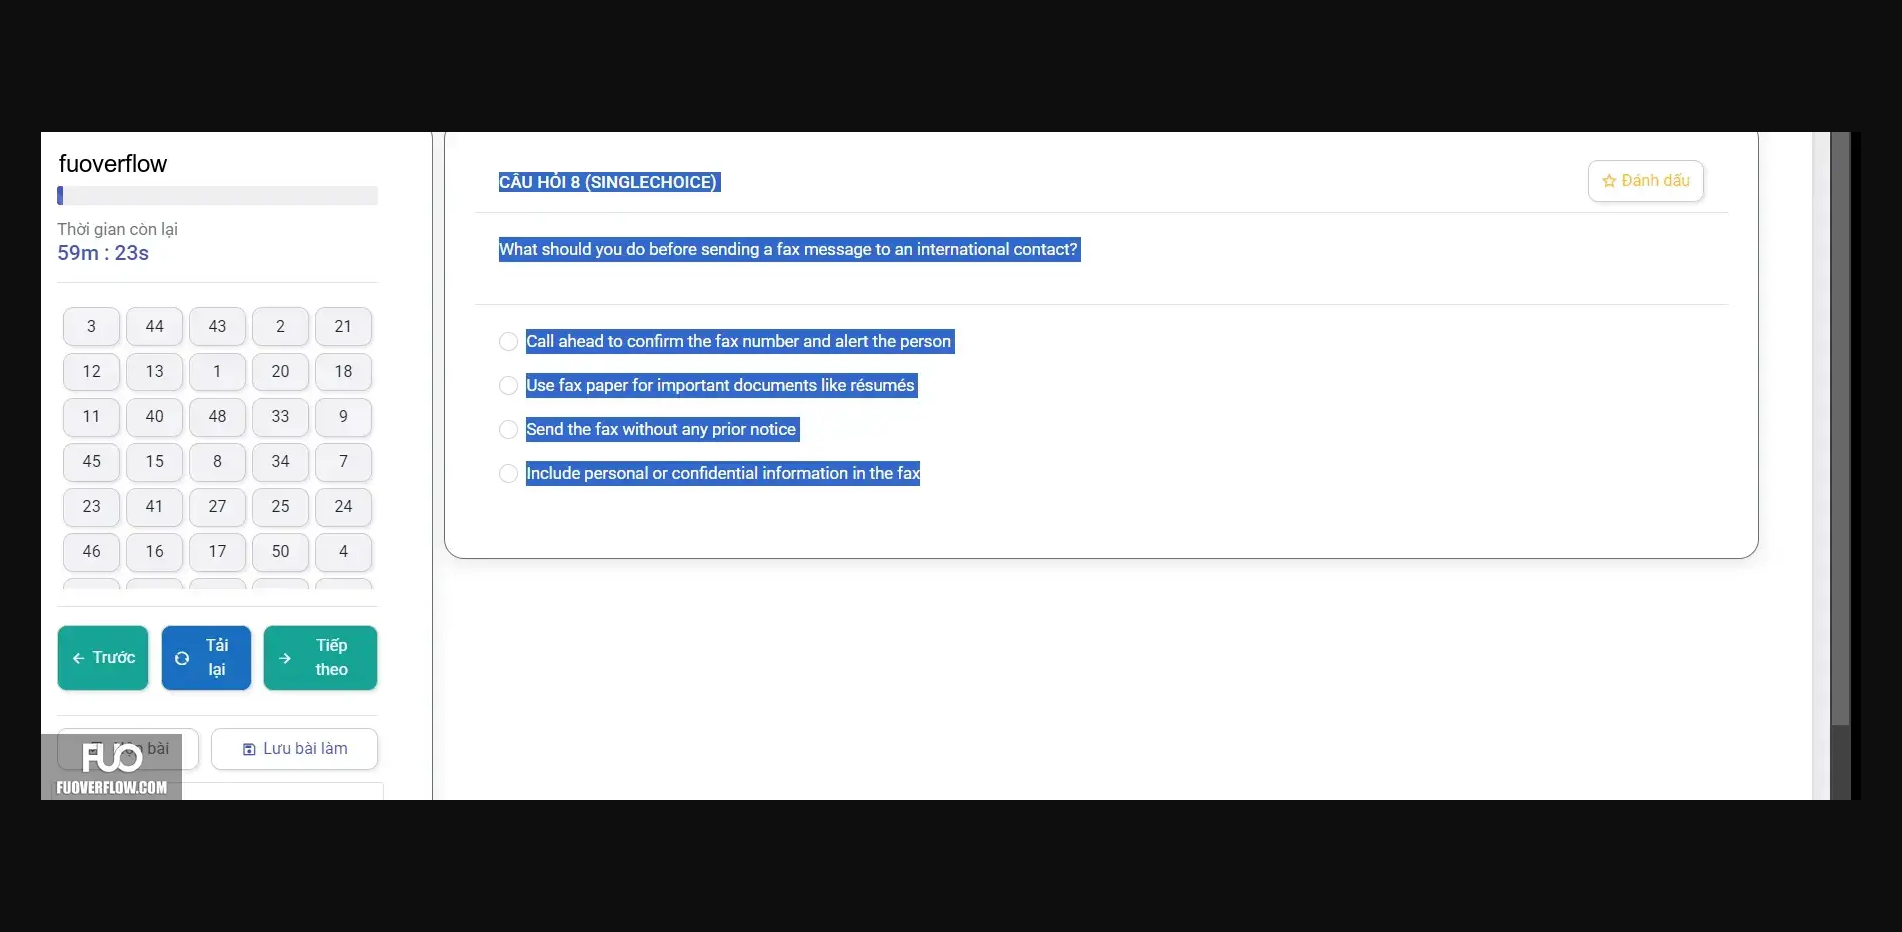 fuoverflow
Thời gian còn lại
59m : 23s
3 44 43 2 21
12 13 1 20 18
11 40 48 33 9
45 15 8 34 7
23 41 27 25 24
46 16 17 50 4
Trước
Tải lại
Tiếp theo
bài
Lưu bài làm
FUO
FUOVERFLOW.COM
CÂU HỎI 8 (SINGLECHOICE)
Đánh dấu
What should you do before sending a fax message to an international contact?
Call ahead to confirm the fax number and alert the person
Use fax paper for important documents like résumés
Send the fax without any prior notice
Include personal or confidential information in the fax